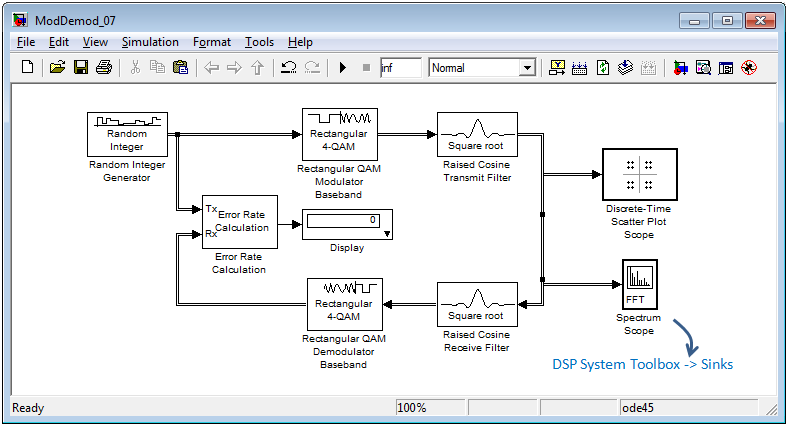 ModDemod_07
File Edit View Simulation Format Tools Help
inf
Normal
Random
Integer
Random Integer
Generator
Rectangular
4-QAM
Rectangular QAM
Modulator
Baseband
Square root
Raised Cosine
Transmit Filter
Discrete-Time
Scatter Plot
Scope
Tx
Rx
Error Rate
Calculation
Error Rate
Calculation
0
Display
Rectangular
4-QAM
Rectangular QAM
Demodulator
Baseband
Square root
Raised Cosine
Receive Filter
FFT
Spectrum
Scope
DSP System Toolbox -> Sinks
Ready
100%
ode45